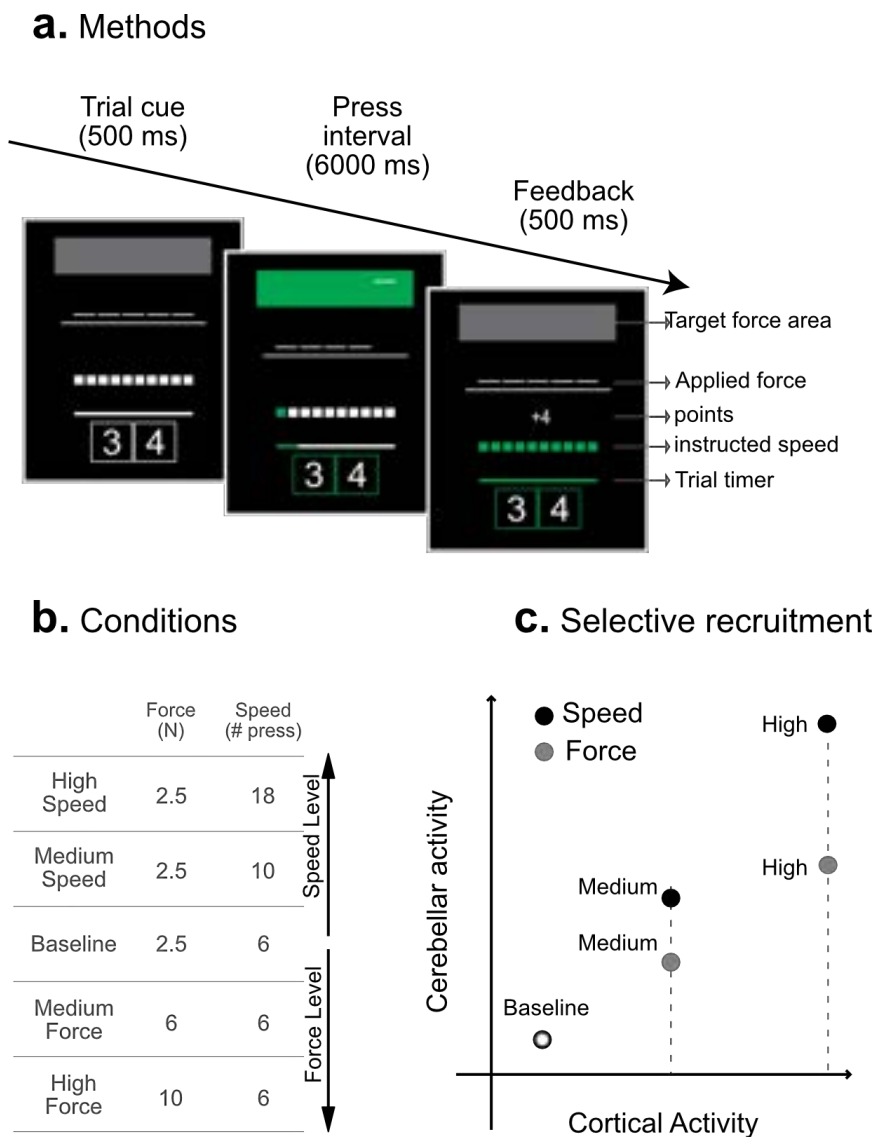 a. Methods
Trial cue
(500 ms)
Press
interval
(6000 ms)
Feedback
(500 ms)
3 4
3 4
+4
3 4
Target force area
Applied force
points
instructed speed
Trial timer
b. Conditions
Force
(N)
Speed
(# press)
High
Speed
2.5
18
Medium
Speed
2.5
10
Baseline
2.5
6
Medium
Force
6
6
High
Force
10
6
Speed Level
Force Level
c. Selective recruitment
Speed
Force
High
High
Medium
Medium
Baseline
Cerebellar activity
Cortical Activity